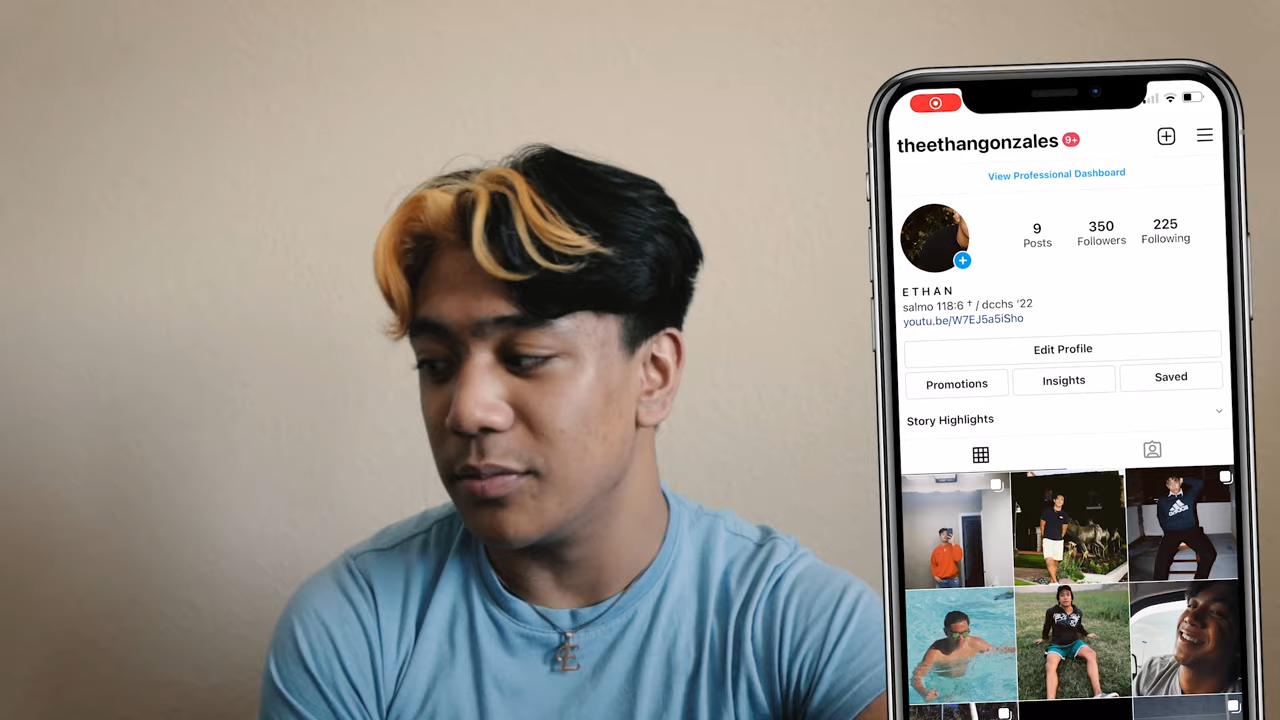 theethangonzales 9+
View Professional Dashboard
9 350 225
Posts Followers Following
E T H A N
salmo 118:6 † / dcchs '22
youtu.be/W7EJ5a5iSho
Edit Profile
Promotions Insights Saved
Story Highlights
adidas
E